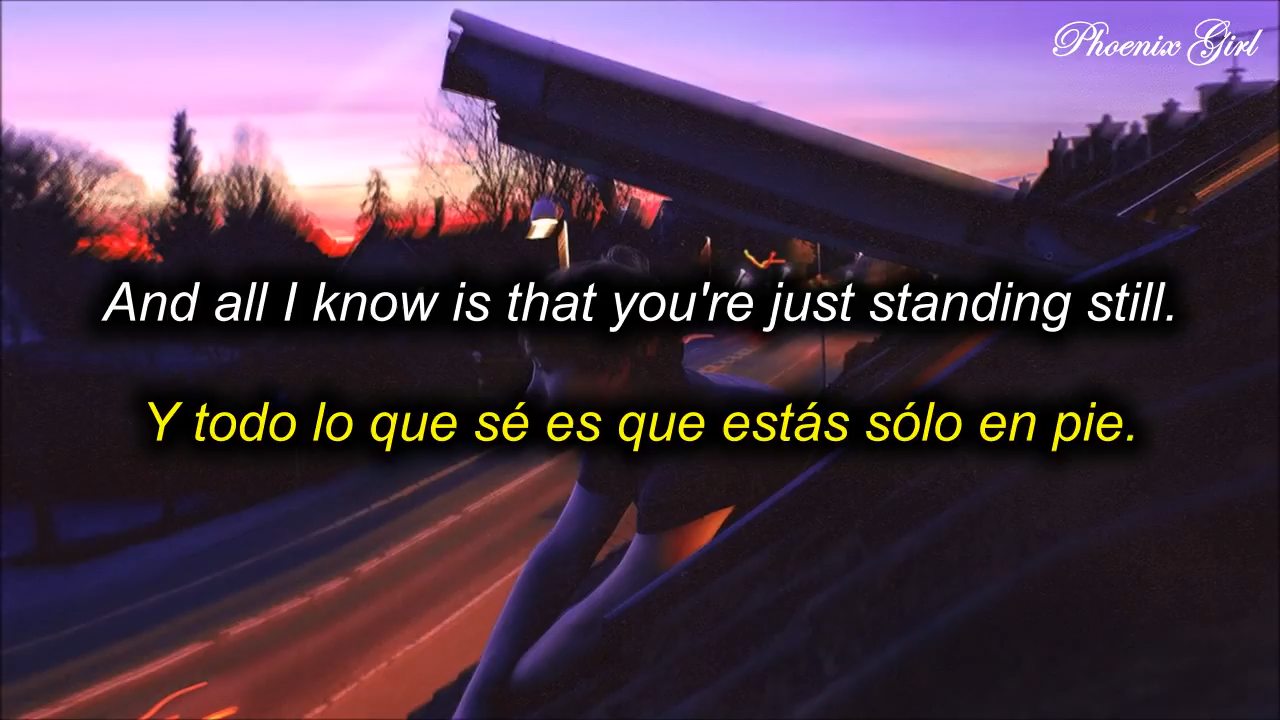 Phoenix Girl
And all I know is that you're just standing still.
Y todo lo que sé es que estás sólo en pie.